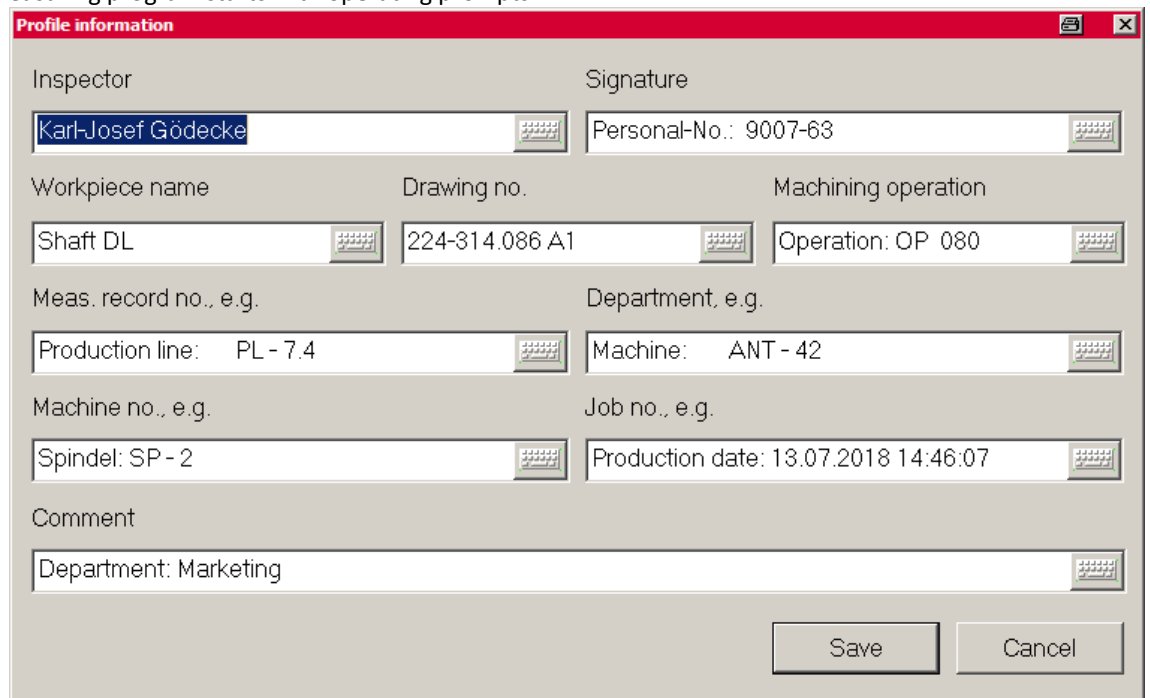 Profile information
Inspector
Signature
Karl-Josef Gödecke
Personal-No.: 9007-63
Workpiece name
Drawing no.
Machining operation
Shaft DL
224-314.086 A1
Operation: OP 080
Meas. record no., e.g.
Department, e.g.
Production line: PL - 7.4
Machine: ANT - 42
Machine no., e.g.
Job no., e.g.
Spindel: SP - 2
Production date: 13.07.2018 14:46:07
Comment
Department: Marketing
Save
Cancel